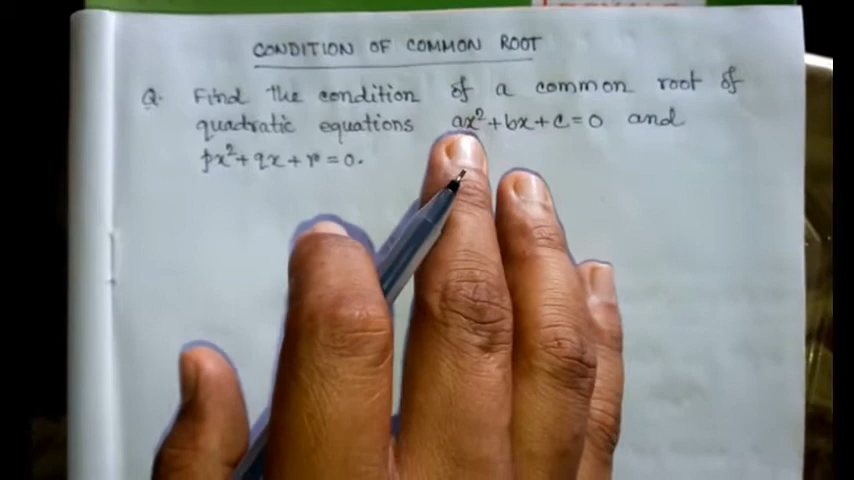 CONDITION OF COMMON ROOT
Q. Find the condition of a common root of
quadratic equations ax²+bx+c=0 and
px²+qx+r=0.